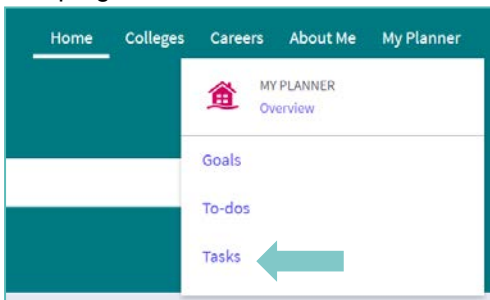 Home Colleges Careers About Me My Planner
MY PLANNER
Overview
Goals
To-dos
Tasks